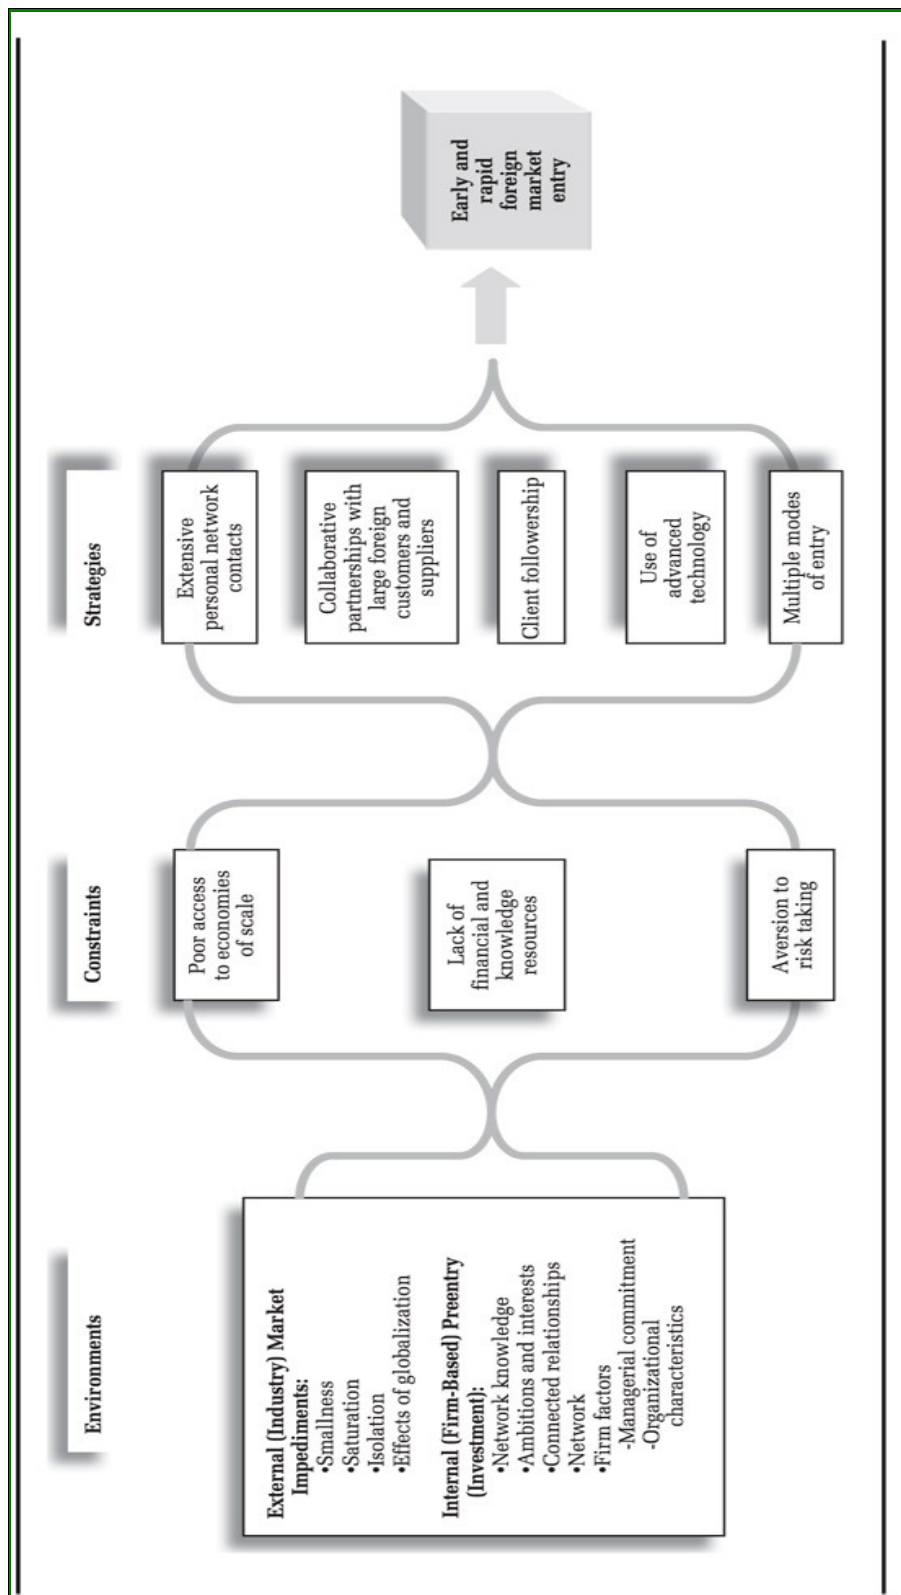 Environments
External (Industry) Market
Impediments:
•Smallness
•Saturation
•Isolation
•Effects of globalization
Internal (Firm-Based) Preentry
(Investment):
•Network knowledge
•Ambitions and interests
•Connected relationships
•Network
•Firm factors
-Managerial commitment
-Organizational
characteristics
Constraints
Poor access
to economies
of scale
Lack of
financial and
knowledge
resources
Aversion to
risk taking
Strategies
Extensive
personal network
contacts
Collaborative
partnerships with
large foreign
customers and
suppliers
Client followership
Use of
advanced
technology
Multiple modes
of entry
Early and
rapid
foreign
market
entry